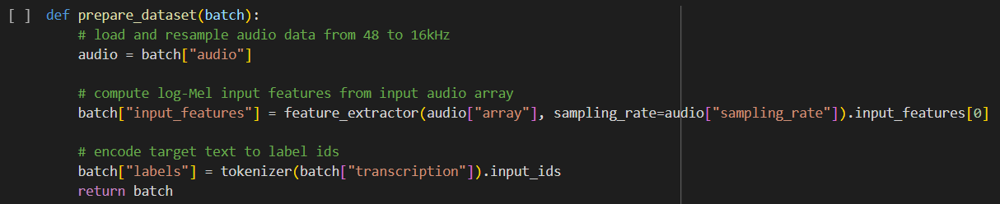 [ ] def prepare_dataset(batch):
# load and resample audio data from 48 to 16kHz
audio = batch["audio"]
# compute log-Mel input features from input audio array
batch["input_features"] = feature_extractor(audio["array"], sampling_rate=audio["sampling_rate"]).input_features[0]
# encode target text to label ids
batch["labels"] = tokenizer(batch["transcription"]).input_ids
return batch